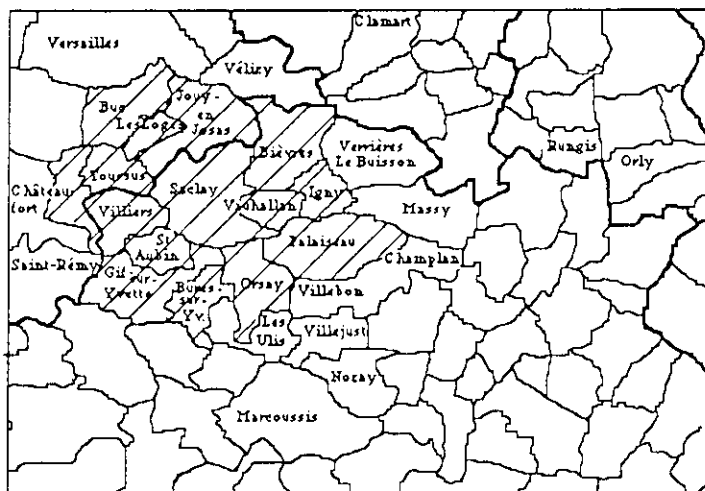 Clamart
Versailles
Vélizy
Buc
Jouy-
en
Josas
Les Loges
Bièvres
Verrières
Le Buisson
Rungis
Orly
Toussus
Château
fort
Saclay
Igny
Villiers
Vauhallan
Massy
St
Aubin
Palaiseau
Saint-Rémy
Champlan
Gif-
sur-
Yvette
Bures-
sur-
Yv.
Orsay
Villebon
Les
Ulis
Villejust
Nozay
Marcoussis